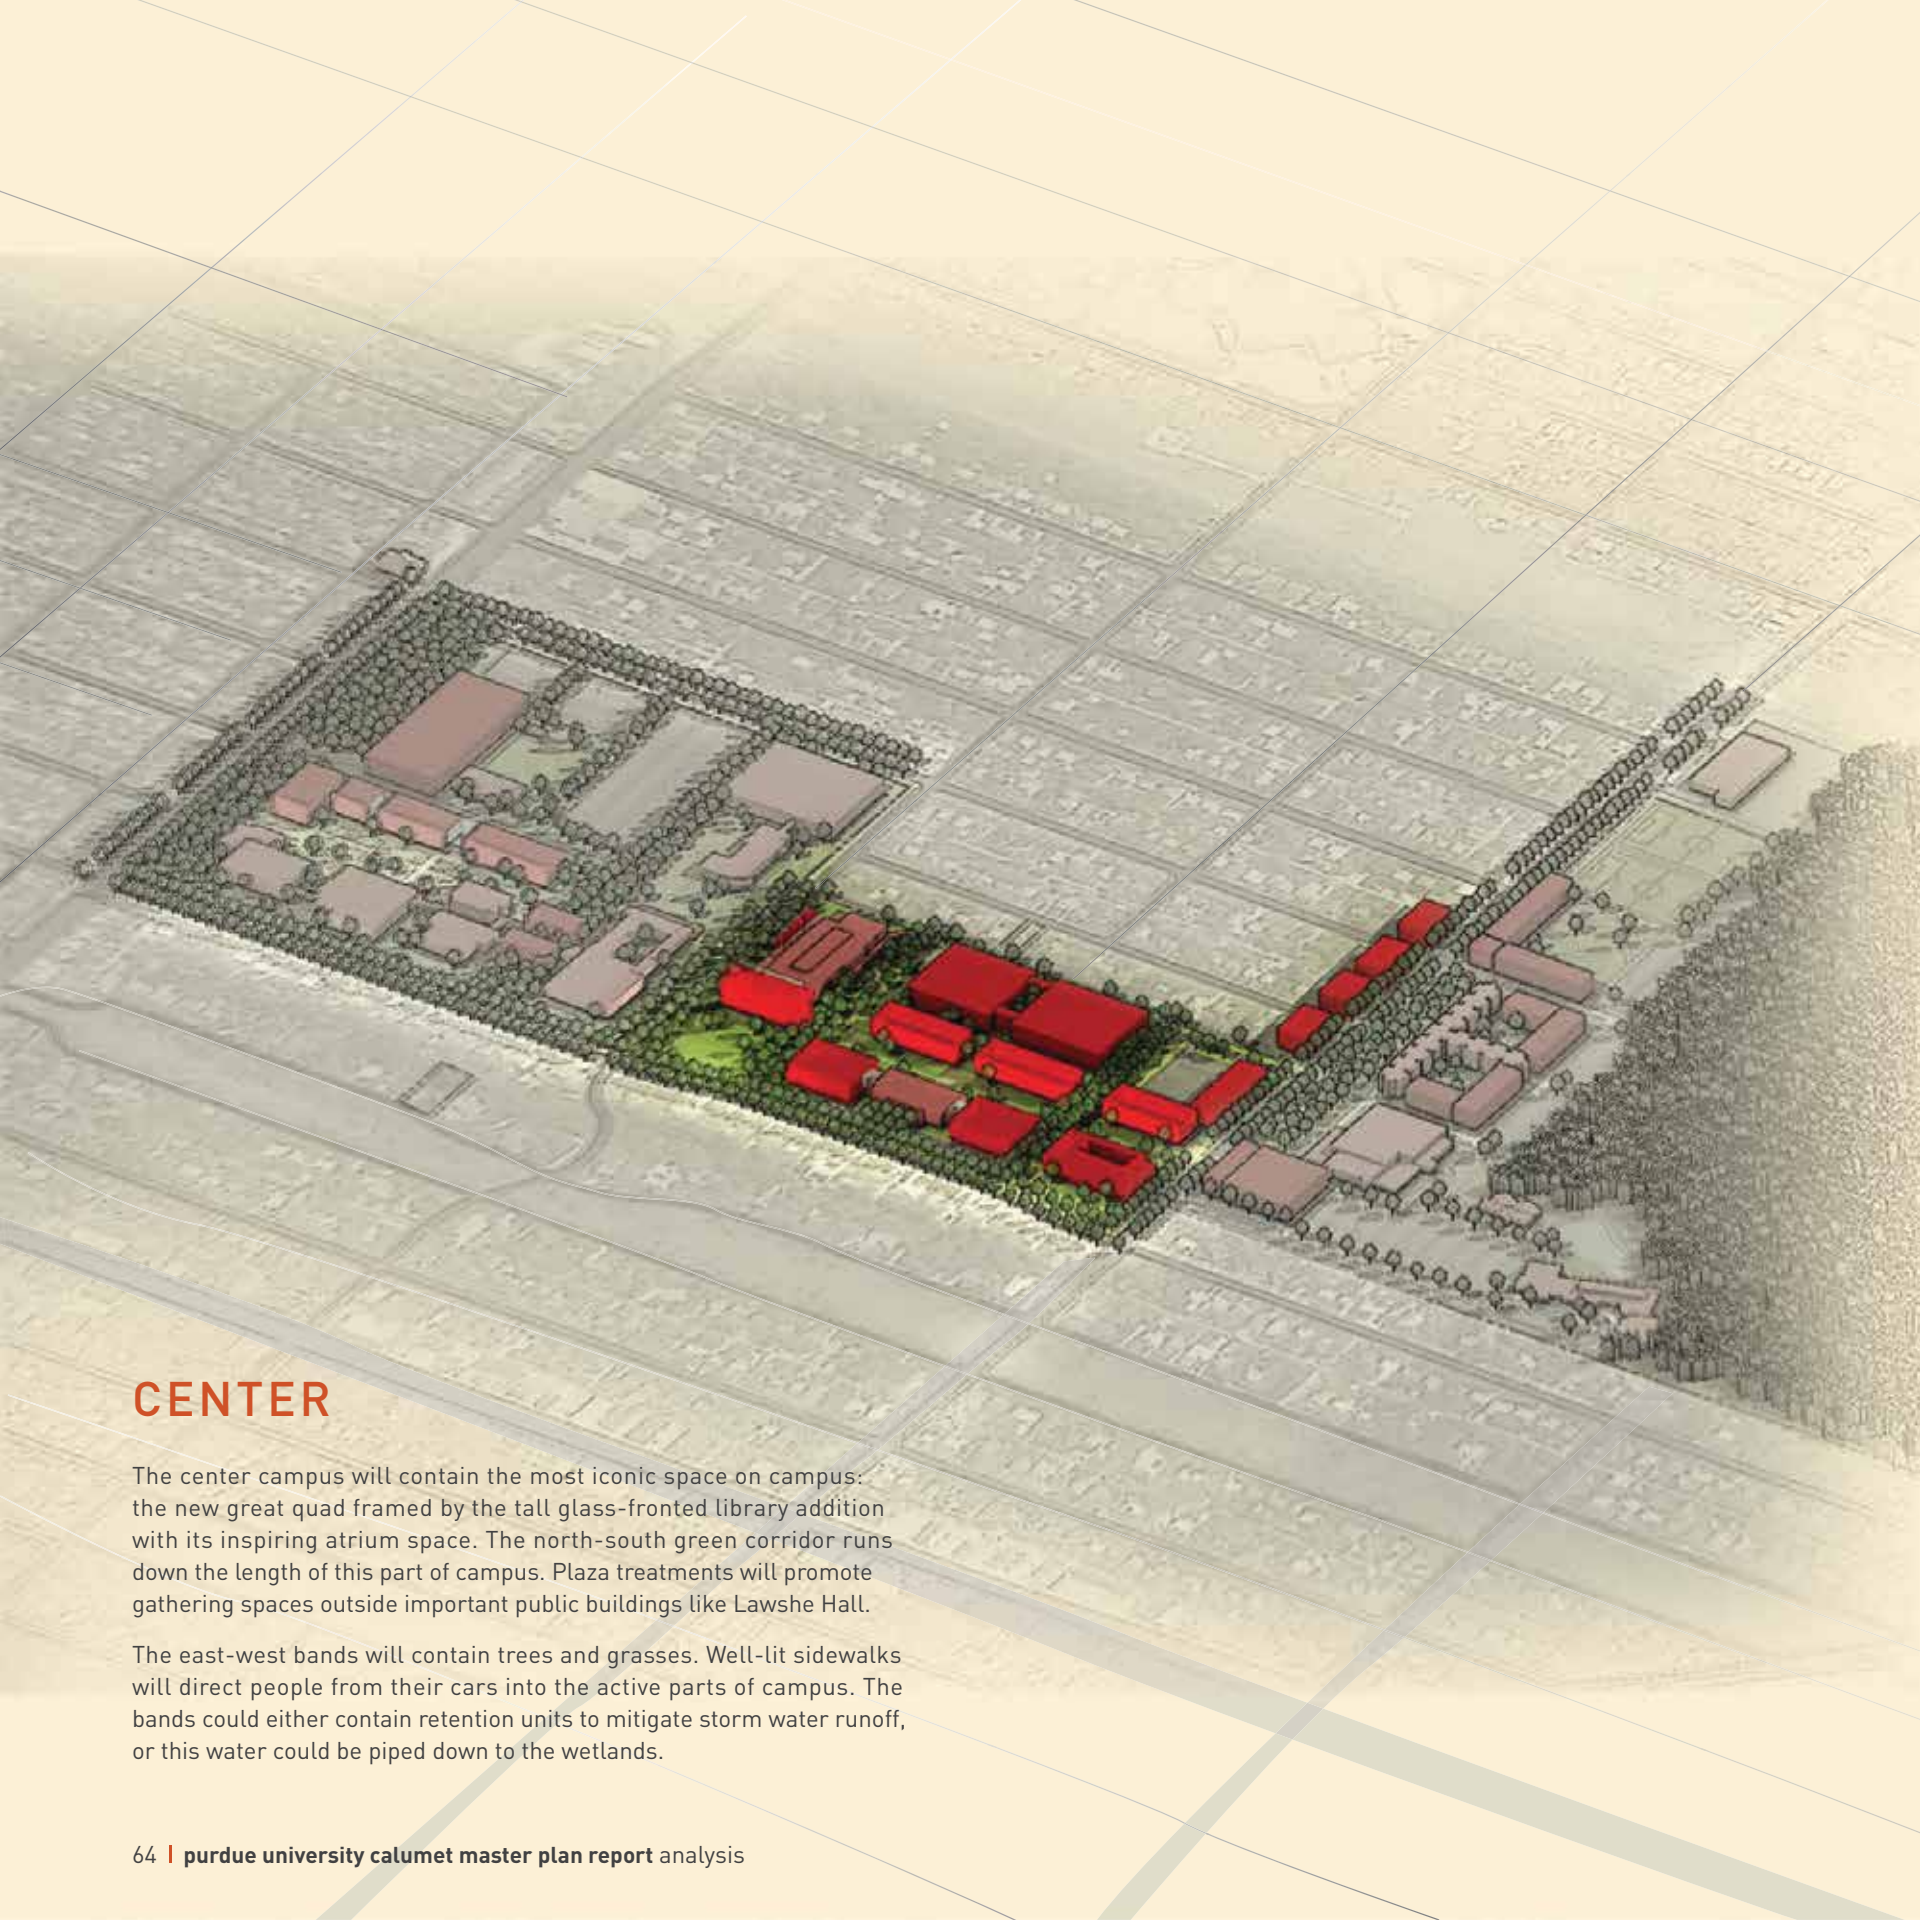 CENTER
The center campus will contain the most iconic space on campus:
the new great quad framed by the tall glass-fronted library addition
with its inspiring atrium space. The north-south green corridor runs
down the length of this part of campus. Plaza treatments will promote
gathering spaces outside important public buildings like Lawshe Hall.
The east-west bands will contain trees and grasses. Well-lit sidewalks
will direct people from their cars into the active parts of campus. The
bands could either contain retention units to mitigate storm water runoff,
or this water could be piped down to the wetlands.
64 | purdue university calumet master plan report analysis